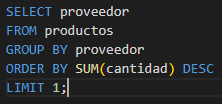 SELECT proveedor
FROM productos
GROUP BY proveedor
ORDER BY SUM(cantidad) DESC
LIMIT 1;